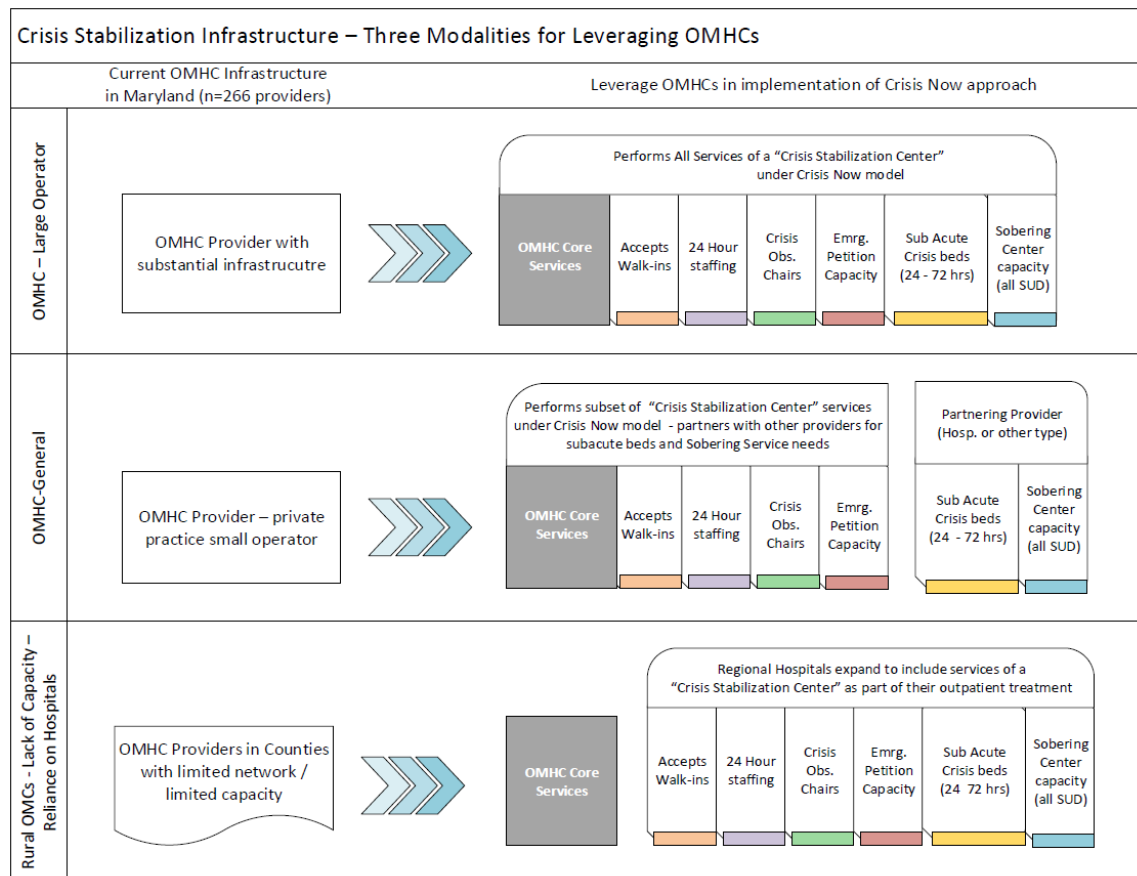 Crisis Stabilization Infrastructure – Three Modalities for Leveraging OMHCs
Current OMHC Infrastructure
in Maryland (n=266 providers)
Leverage OMHCs in implementation of Crisis Now approach
OMHC – Large Operator
OMHC Provider with
substantial infrastrucutre
Performs All Services of a “Crisis Stabilization Center”
under Crisis Now model
OMHC Core
Services
Accepts
Walk-ins
24 Hour
staffing
Crisis
Obs.
Chairs
Emrg.
Petition
Capacity
Sub Acute
Crisis beds
(24 - 72 hrs)
Sobering
Center
capacity
(all SUD)
OMHC-General
OMHC Provider – private
practice small operator
Performs subset of “Crisis Stabilization Center” services
under Crisis Now model - partners with other providers for
subacute beds and Sobering Service needs
OMHC Core
Services
Accepts
Walk-ins
24 Hour
staffing
Crisis
Obs.
Chairs
Emrg.
Petition
Capacity
Partnering Provider
(Hosp. or other type)
Sub Acute
Crisis beds
(24 - 72 hrs)
Sobering
Center
capacity
(all SUD)
Rural OMCs - Lack of Capacity –
Reliance on Hospitals
OMHC Providers in Counties
with limited network /
limited capacity
OMHC Core
Services
Regional Hospitals expand to include services of a
“Crisis Stabilization Center” as part of their outpatient treatment
Accepts
Walk-ins
24 Hour
staffing
Crisis
Obs.
Chairs
Emrg.
Petition
Capacity
Sub Acute
Crisis beds
(24 72 hrs)
Sobering
Center
capacity
(all SUD)